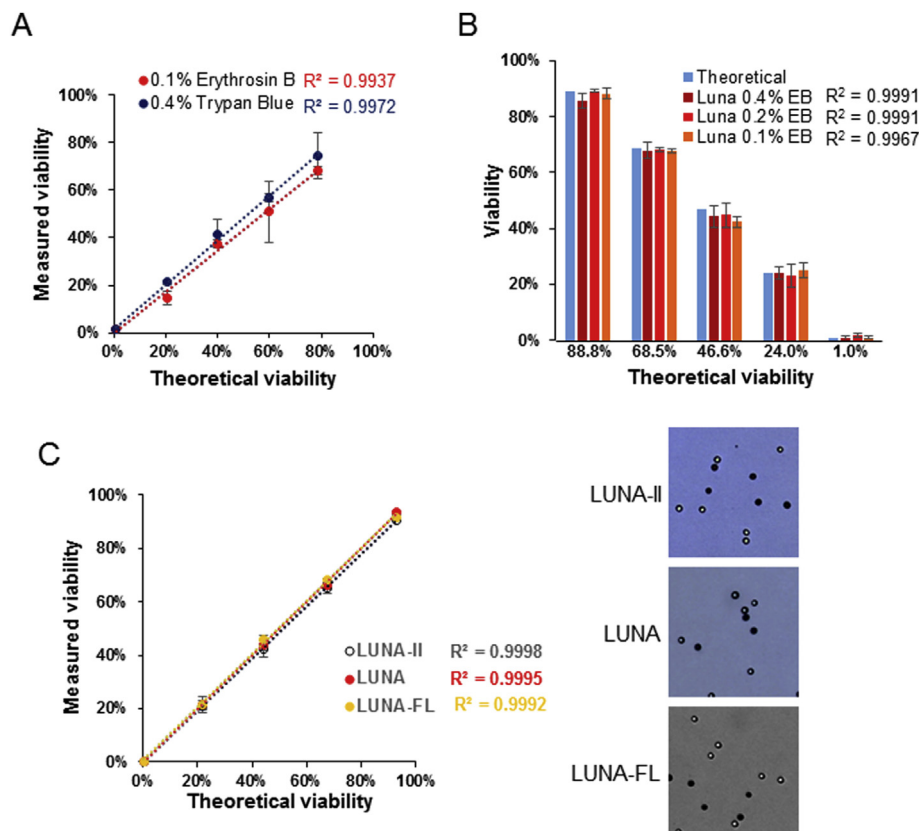 A
0.1% Erythrosin B R² = 0.9937
0.4% Trypan Blue R² = 0.9972
100%
80%
60%
40%
20%
0%
Measured viability
0% 20% 40% 60% 80% 100%
Theoretical viability
B
Theoretical
Luna 0.4% EB R² = 0.9991
Luna 0.2% EB R² = 0.9991
Luna 0.1% EB R² = 0.9967
100%
80%
60%
40%
20%
0%
Viability
88.8% 68.5% 46.6% 24.0% 1.0%
Theoretical viability
C
100%
80%
60%
40%
20%
0%
Measured viability
LUNA-II R² = 0.9998
LUNA R² = 0.9995
LUNA-FL R² = 0.9992
0% 20% 40% 60% 80% 100%
Theoretical viability
LUNA-II
LUNA
LUNA-FL